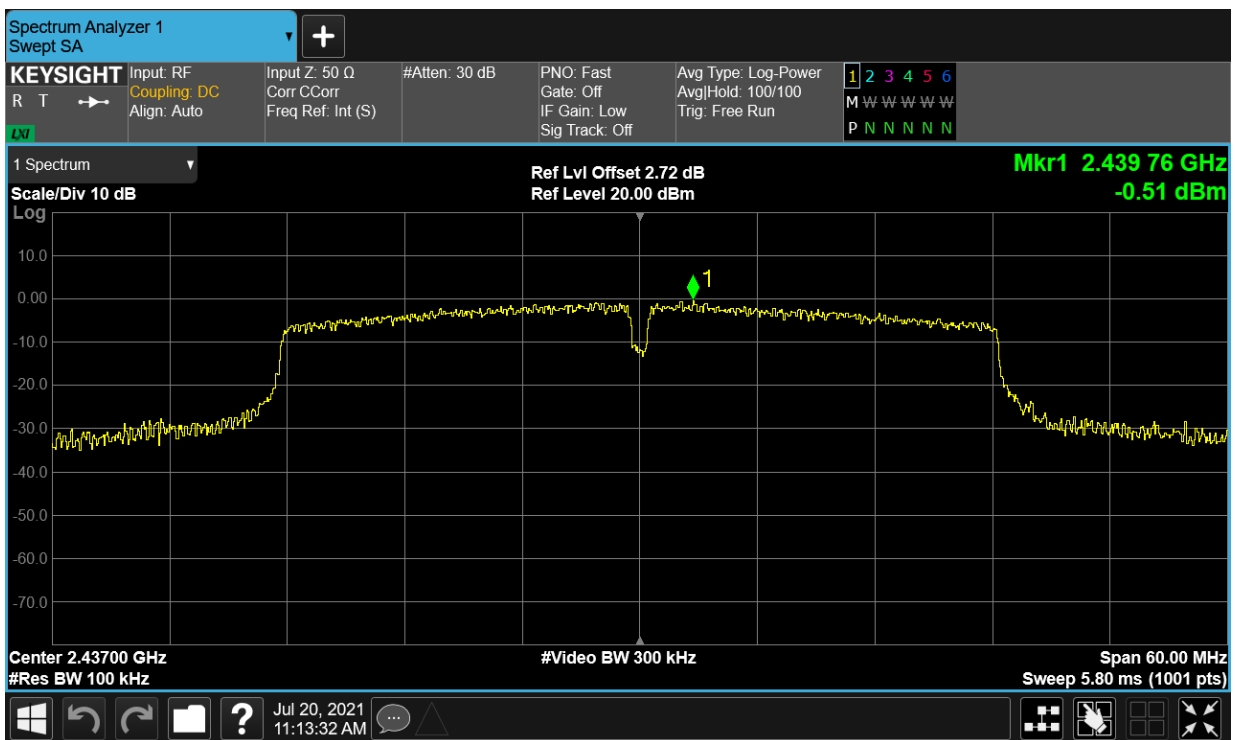 Spectrum Analyzer 1
Swept SA
KEYSIGHT
R T
LXI
Input: RF
Coupling: DC
Align: Auto
Input Z: 50 Ω
Corr CCorr
Freq Ref: Int (S)
#Atten: 30 dB
PNO: Fast
Gate: Off
IF Gain: Low
Sig Track: Off
Avg Type: Log-Power
Avg|Hold: 100/100
Trig: Free Run
1 2 3 4 5 6
M W W W W W
P N N N N N
1 Spectrum
Scale/Div 10 dB
Log
Ref Lvl Offset 2.72 dB
Ref Level 20.00 dBm
Mkr1 2.439 76 GHz
-0.51 dBm
10.0
0.00
-10.0
-20.0
-30.0
-40.0
-50.0
-60.0
-70.0
1
Center 2.43700 GHz
#Res BW 100 kHz
#Video BW 300 kHz
Span 60.00 MHz
Sweep 5.80 ms (1001 pts)
?
Jul 20, 2021
11:13:32 AM